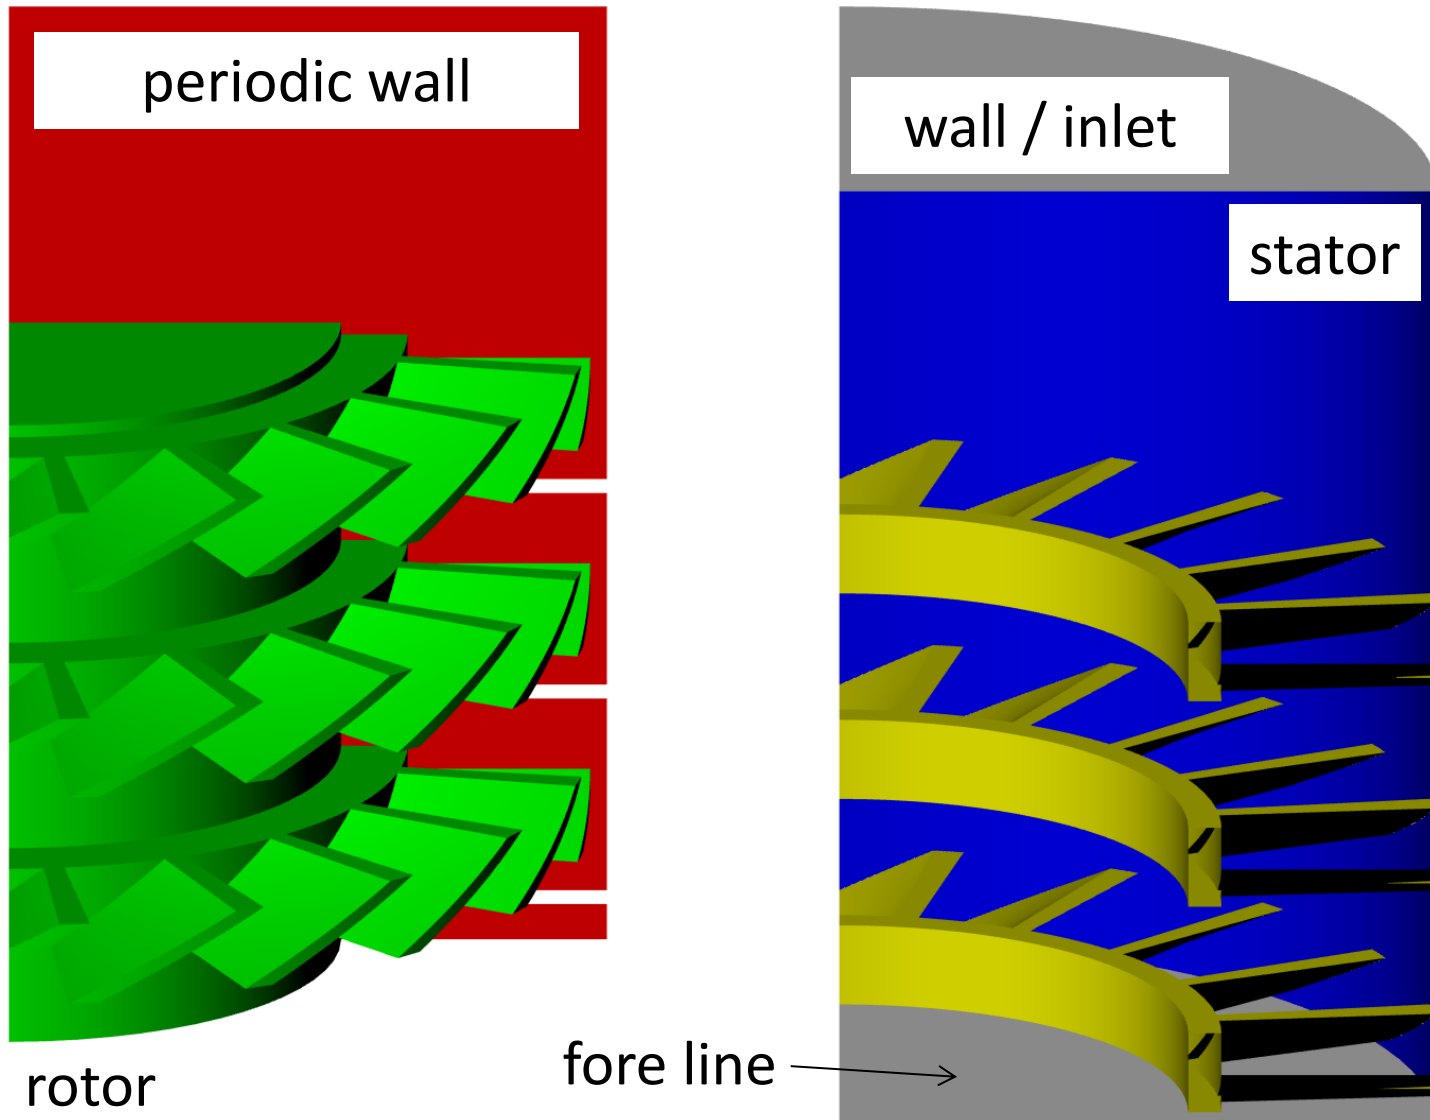 periodic wall
wall / inlet
stator
fore line
rotor